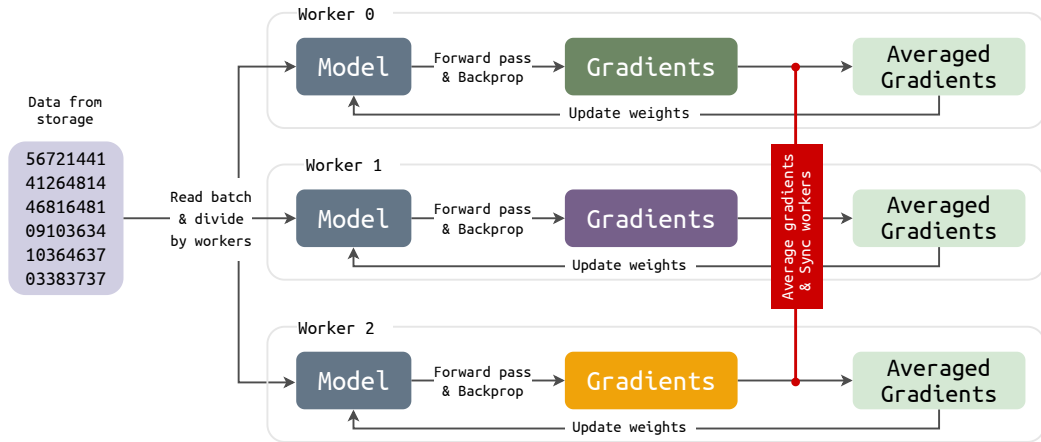 Data from
storage
56721441
41264814
46816481
09103634
10364637
03383737
Read batch
& divide
by workers
Worker 0
Model
Forward pass
& Backprop
Gradients
Averaged
Gradients
Update weights
Worker 1
Model
Forward pass
& Backprop
Gradients
Averaged
Gradients
Update weights
Average gradients
& Sync workers
Worker 2
Model
Forward pass
& Backprop
Gradients
Averaged
Gradients
Update weights